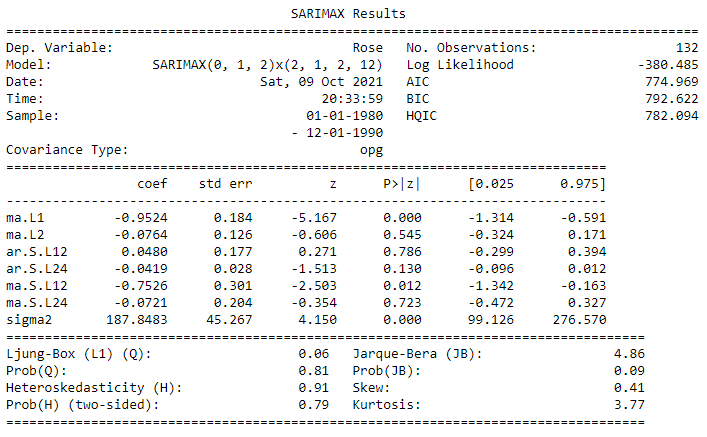 SARIMAX Results
==========================================================================================
Dep. Variable: Rose No. Observations: 132
Model: SARIMAX(0, 1, 2)x(2, 1, 2, 12) Log Likelihood -380.485
Date: Sat, 09 Oct 2021 AIC 774.969
Time: 20:33:59 BIC 792.622
Sample: 01-01-1980 HQIC 782.094
- 12-01-1990
Covariance Type: opg
==============================================================================
coef std err z P>|z| [0.025 0.975]
------------------------------------------------------------------------------
ma.L1 -0.9524 0.184 -5.167 0.000 -1.314 -0.591
ma.L2 -0.0764 0.126 -0.606 0.545 -0.324 0.171
ar.S.L12 0.0480 0.177 0.271 0.786 -0.299 0.394
ar.S.L24 -0.0419 0.028 -1.513 0.130 -0.096 0.012
ma.S.L12 -0.7526 0.301 -2.503 0.012 -1.342 -0.163
ma.S.L24 -0.0721 0.204 -0.354 0.723 -0.472 0.327
sigma2 187.8483 45.267 4.150 0.000 99.126 276.570
===================================================================================
Ljung-Box (L1) (Q): 0.06 Jarque-Bera (JB): 4.86
Prob(Q): 0.81 Prob(JB): 0.09
Heteroskedasticity (H): 0.91 Skew: 0.41
Prob(H) (two-sided): 0.79 Kurtosis: 3.77
===================================================================================